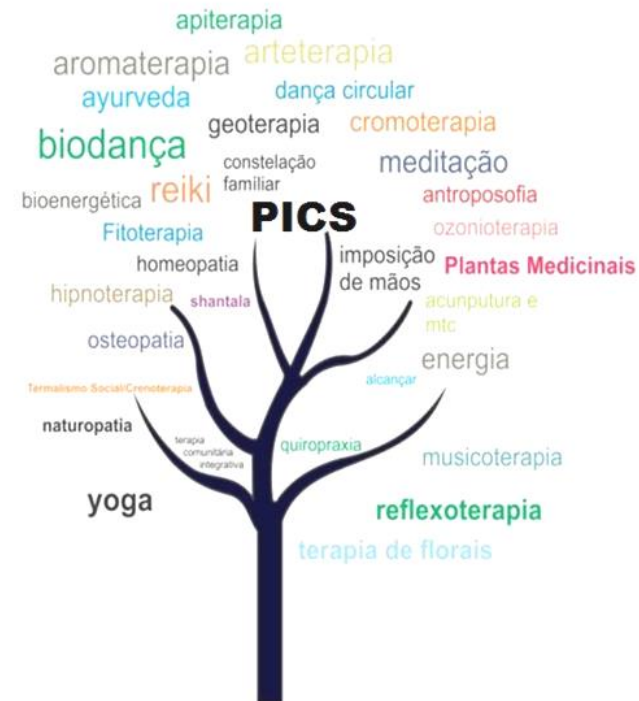 apiterapia
arteterapia
aromaterapia
dança circular
ayurveda
geoterapia
cromoterapia
biodança
constelação
familiar
meditação
bioenergética
reiki
antroposofia
PICS
Fitoterapia
ozonioterapia
homeopatia
imposição
de mãos
Plantas Medicinais
hipnoterapia
shantala
acunputura e
mtc
osteopatia
energia
alcançar
Termalismo Social/Crenoterapia
naturopatia
terapia
comunitária
integrativa
quiropraxia
musicoterapia
yoga
reflexoterapia
terapia de florais